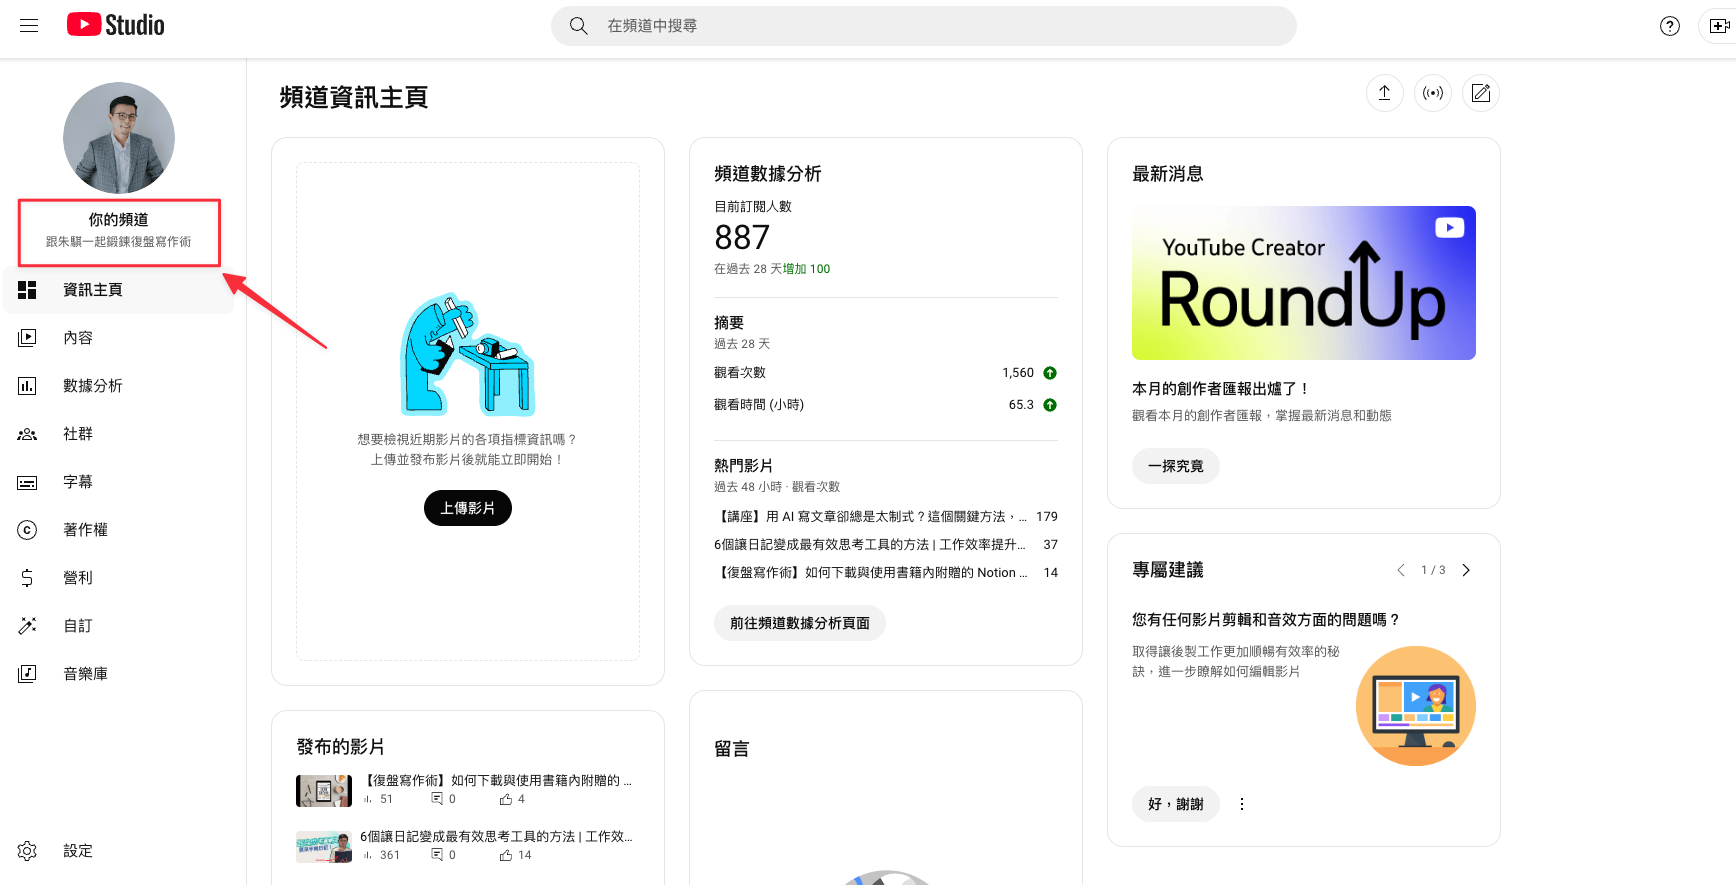 Studio
在頻道中搜尋
你的頻道
跟朱騏一起鍛鍊復盤寫作術
資訊主頁
內容
數據分析
社群
字幕
著作權
營利
自訂
音樂庫
設定
頻道資訊主頁
想要檢視近期影片的各項指標資訊嗎？
上傳並發布影片後就能立即開始！
上傳影片
發布的影片
【復盤寫作術】如何下載與使用書籍內附贈的 ...
51 0 4
6個讓日記變成最有效思考工具的方法 | 工作效...
361 0 14
頻道數據分析
目前訂閱人數
887
在過去 28 天增加 100
摘要
過去 28 天
觀看次數 1,560
觀看時間 (小時) 65.3
熱門影片
過去 48 小時 · 觀看次數
【講座】用 AI 寫文章卻總是太制式？這個關鍵方法，... 179
6個讓日記變成最有效思考工具的方法 | 工作效率提升... 37
【復盤寫作術】如何下載與使用書籍內附贈的 Notion ... 14
前往頻道數據分析頁面
留言
最新消息
YouTube Creator
RoundUp
本月的創作者匯報出爐了！
觀看本月的創作者匯報，掌握最新消息和動態
一探究竟
專屬建議
1 / 3
您有任何影片剪輯和音效方面的問題嗎？
取得讓後製工作更加順暢有效率的秘
訣，進一步瞭解如何編輯影片
好，謝謝